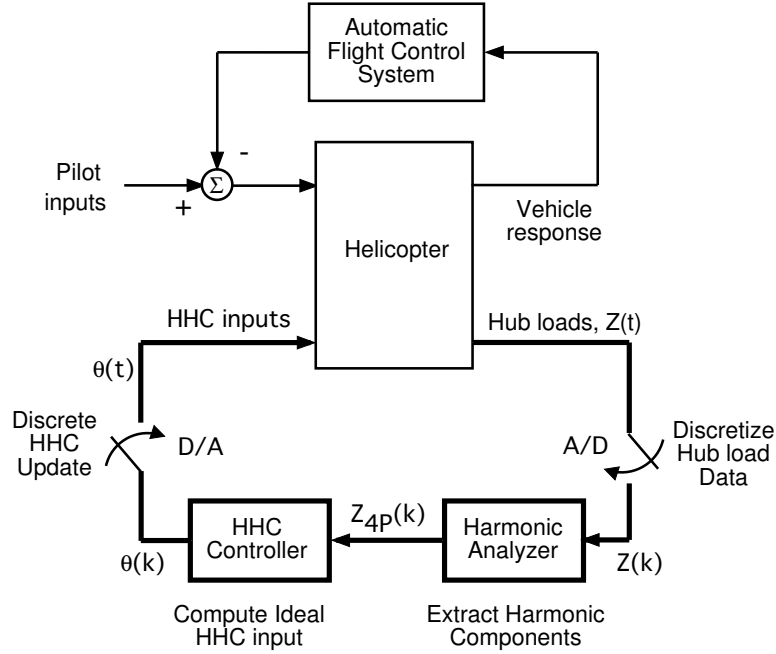 Automatic
Flight Control
System
-
Pilot
inputs
+
Σ
Helicopter
Vehicle
response
HHC inputs
Hub loads, Z(t)
θ(t)
Discrete
HHC
Update
D/A
A/D
Discretize
Hub load
Data
HHC
Controller
Z4P(k)
Harmonic
Analyzer
θ(k)
Z(k)
Compute Ideal
HHC input
Extract Harmonic
Components